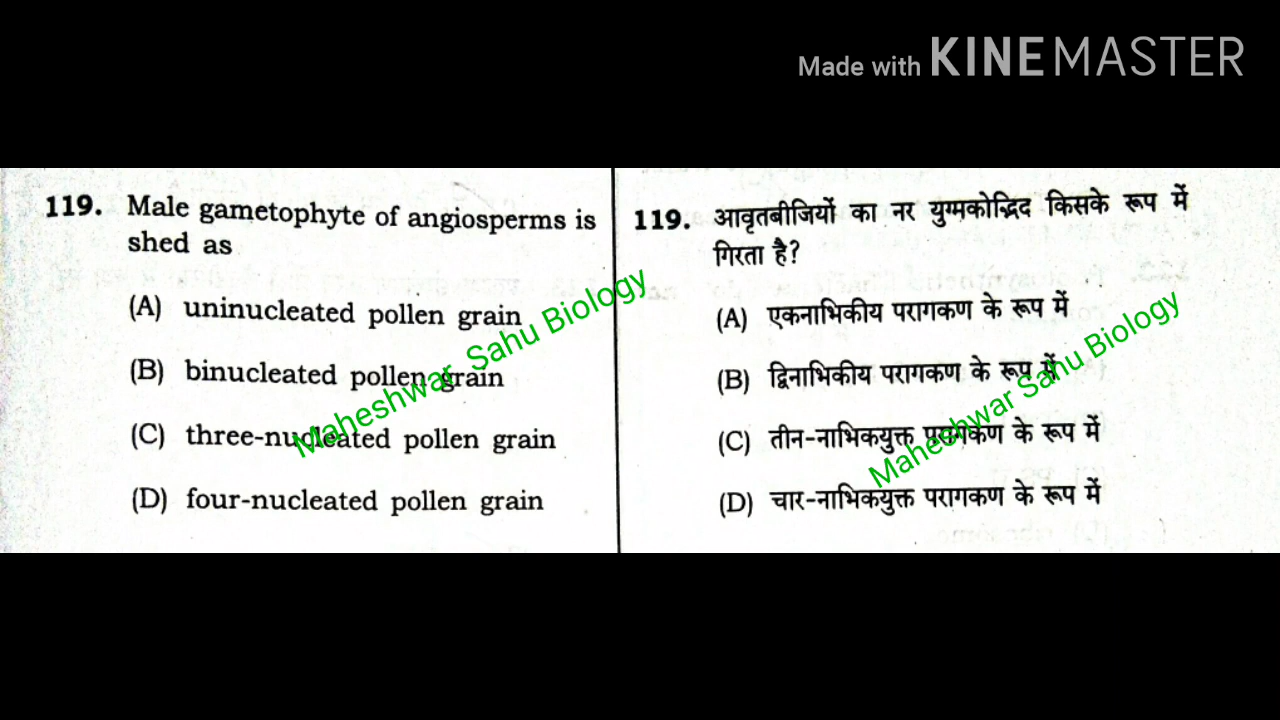 Made with KINEMASTER
119. Male gametophyte of angiosperms is
shed as
(A) uninucleated pollen grain
(B) binucleated pollen grain
(C) three-nucleated pollen grain
(D) four-nucleated pollen grain
Maheshwar Sahu Biology
119. आवृतबीजियों का नर युग्मकोद्भिद किसके रूप में
गिरता है?
(A) एकनाभिकीय परागकण के रूप में
(B) द्विनाभिकीय परागकण के रूप में
(C) तीन-नाभिकयुक्त परागकण के रूप में
(D) चार-नाभिकयुक्त परागकण के रूप में
Maheshwar Sahu Biology